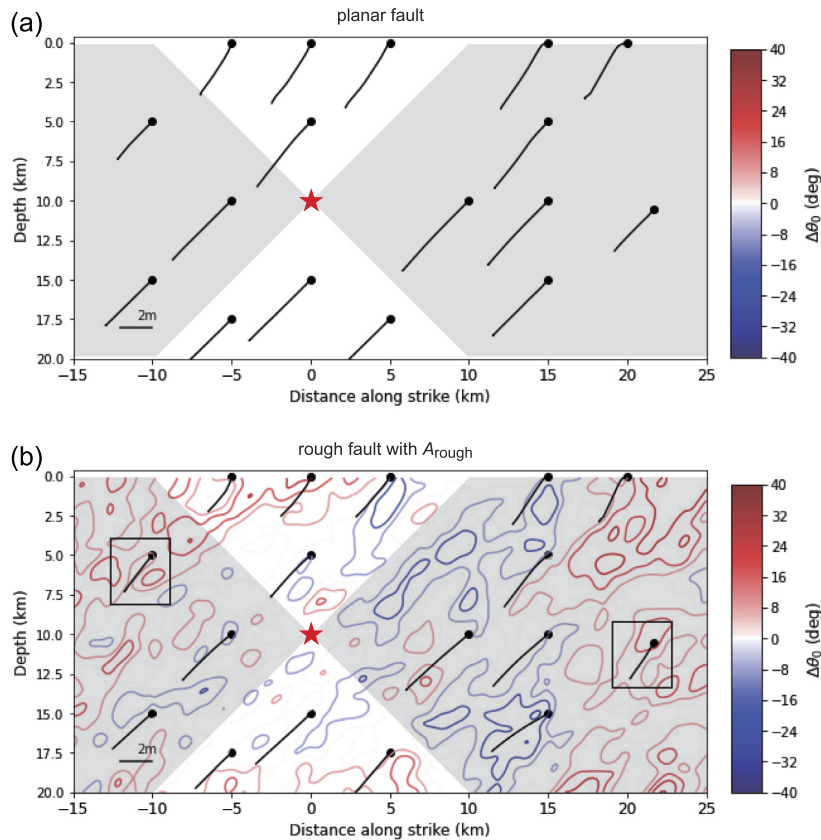 (a)
planar fault
0.0
2.5
5.0
7.5
10.0
12.5
15.0
17.5
20.0
Depth (km)
2m
−15 −10 −5 0 5 10 15 20 25
Distance along strike (km)
40
32
24
16
8
0
−8
−16
−24
−32
−40
Δθ₀ (deg)
(b)
rough fault with A_rough
0.0
2.5
5.0
7.5
10.0
12.5
15.0
17.5
20.0
Depth (km)
2m
−15 −10 −5 0 5 10 15 20 25
Distance along strike (km)
40
32
24
16
8
0
−8
−16
−24
−32
−40
Δθ₀ (deg)